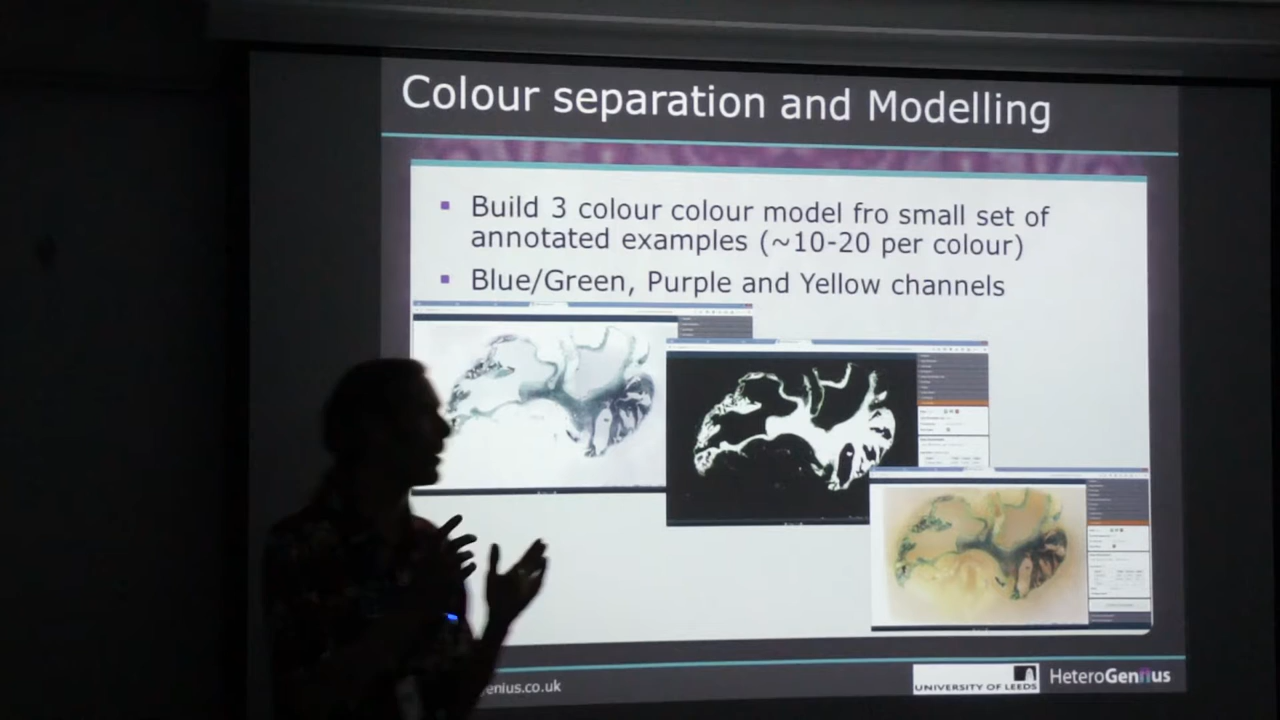 Colour separation and Modelling
Build 3 colour colour model fro small set of
annotated examples (~10-20 per colour)
Blue/Green, Purple and Yellow channels
enius.co.uk
UNIVERSITY OF LEEDS
HeteroGenius